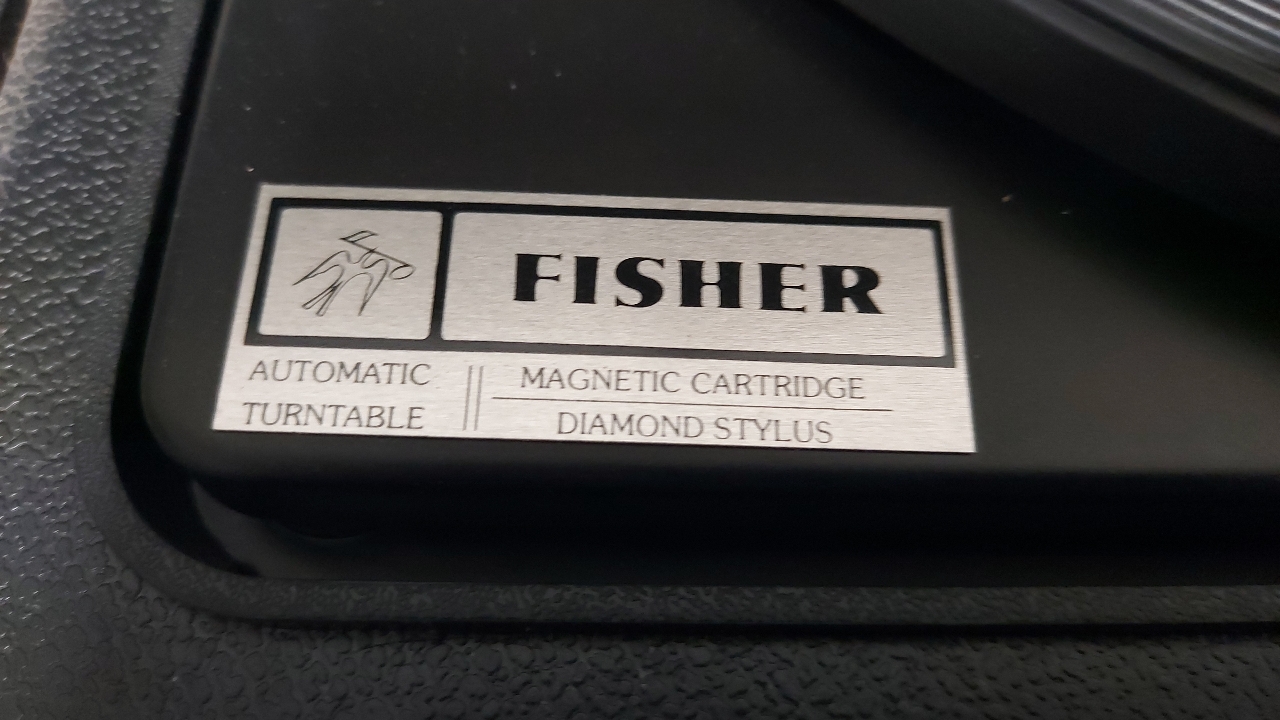 FISHER
AUTOMATIC
TURNTABLE
MAGNETIC CARTRIDGE
DIAMOND STYLUS